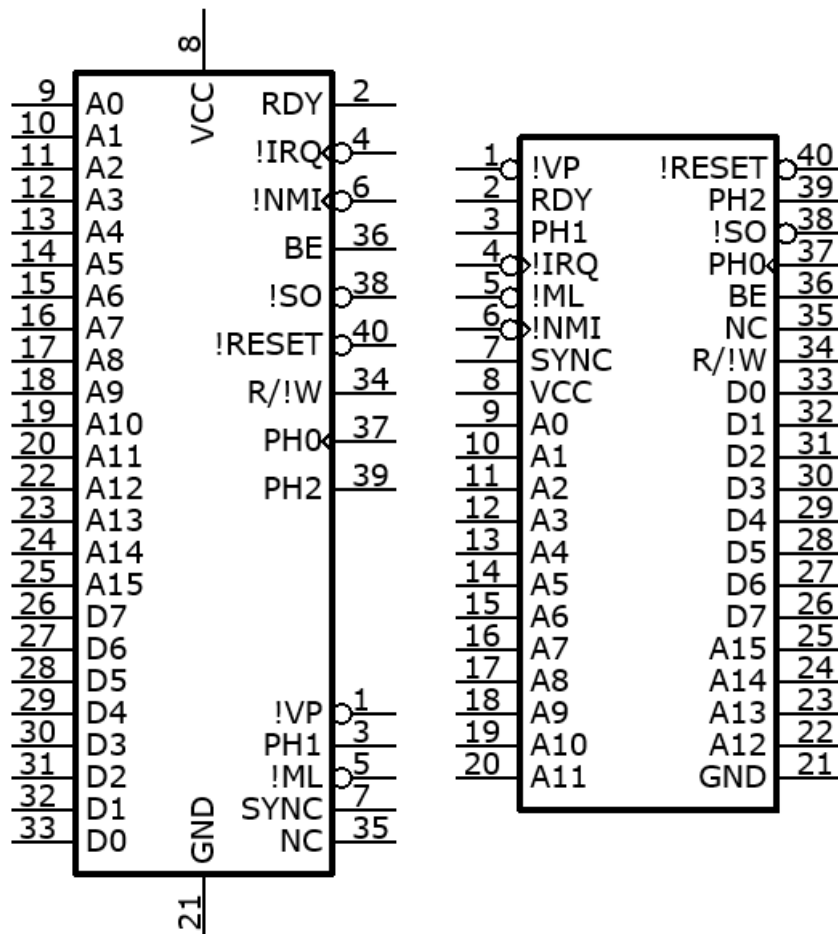 8
VCC
9 A0 RDY 2
10 A1
!IRQ 4
11 A2
12 A3 !NMI 6
13 A4
BE 36
14 A5
15 A6 !SO 38
16 A7
!RESET 40
17 A8
18 A9 R/!W 34
19 A10
PH0 37
20 A11
22 A12 PH2 39
23 A13
24 A14
25 A15
26 D7
27 D6
28 D5
29 D4 !VP 1
30 D3 PH1 3
31 D2 !ML 5
32 D1 SYNC 7
33 D0 NC 35
GND
21
1 !VP !RESET 40
2 RDY PH2 39
3 PH1 !SO 38
4 !IRQ PH0 37
5 !ML BE 36
6 !NMI NC 35
7 SYNC R/!W 34
8 VCC D0 33
9 A0 D1 32
10 A1 D2 31
11 A2 D3 30
12 A3 D4 29
13 A4 D5 28
14 A5 D6 27
15 A6 D7 26
16 A7 A15 25
17 A8 A14 24
18 A9 A13 23
19 A10 A12 22
20 A11 GND 21